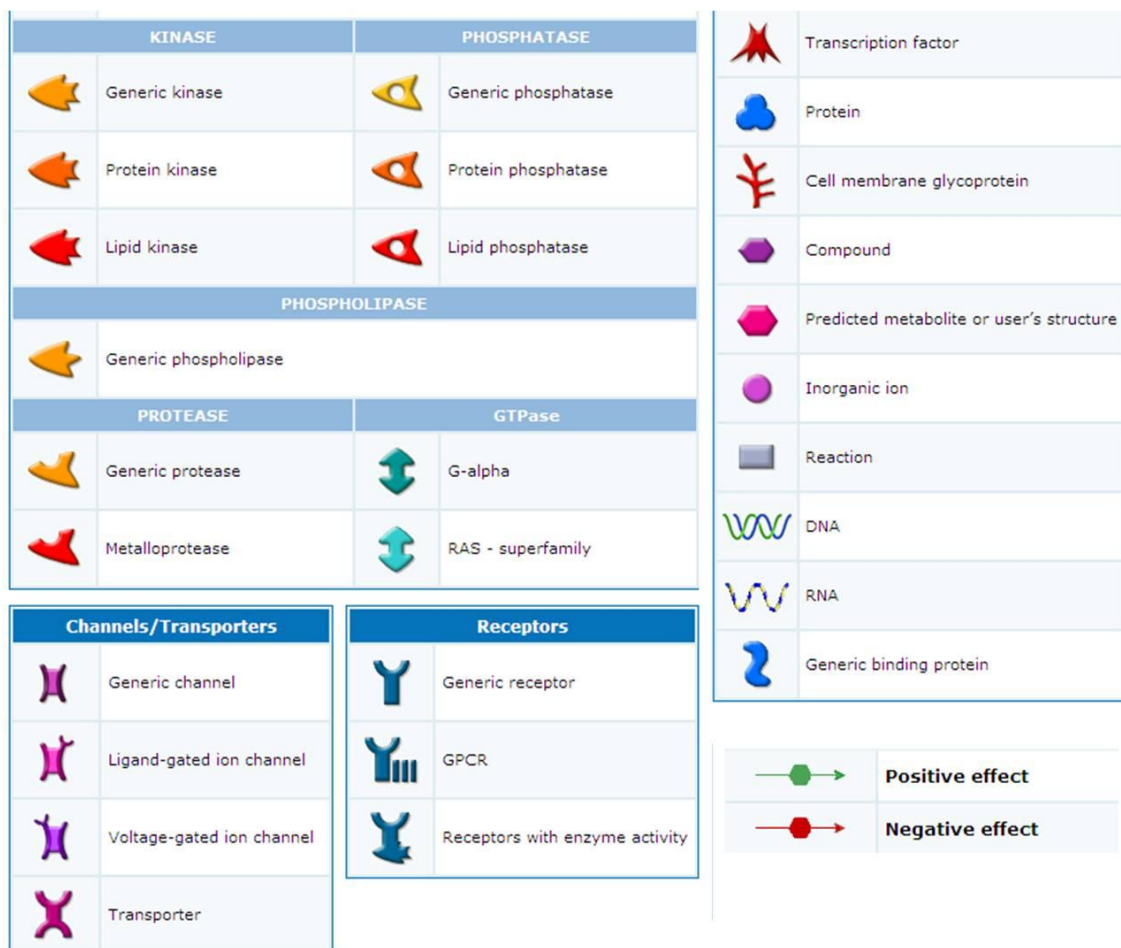 KINASE PHOSPHATASE
Generic kinase Generic phosphatase
Protein kinase Protein phosphatase
Lipid kinase Lipid phosphatase
PHOSPHOLIPASE
Generic phospholipase
PROTEASE GTPase
Generic protease G-alpha
Metalloprotease RAS - superfamily
Channels/Transporters
Generic channel
Ligand-gated ion channel
Voltage-gated ion channel
Transporter
Receptors
Generic receptor
GPCR
Receptors with enzyme activity
Transcription factor
Protein
Cell membrane glycoprotein
Compound
Predicted metabolite or user's structure
Inorganic ion
Reaction
DNA
RNA
Generic binding protein
Positive effect
Negative effect